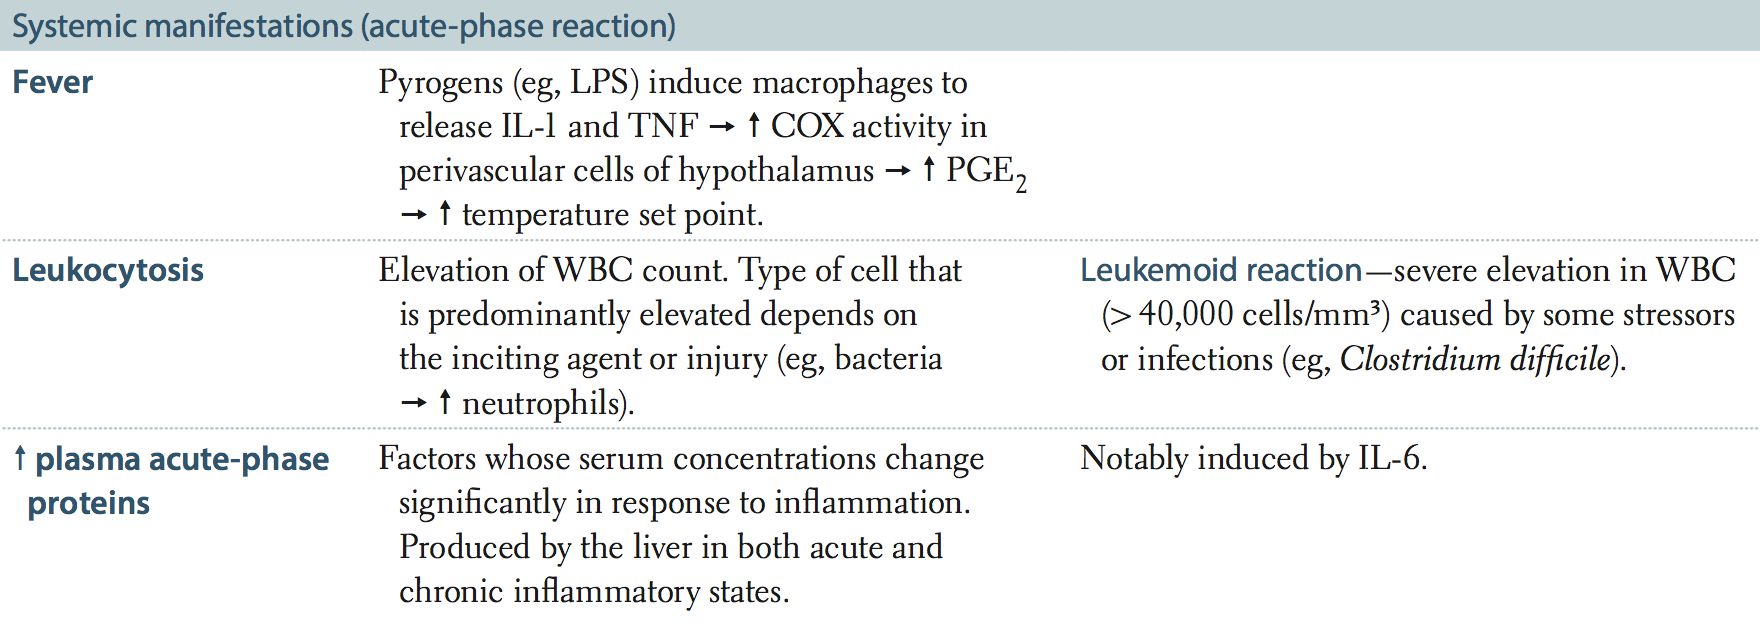 Systemic manifestations (acute-phase reaction)
Fever
Pyrogens (eg, LPS) induce macrophages to
release IL-1 and TNF → ↑ COX activity in
perivascular cells of hypothalamus → ↑ PGE₂
→ ↑ temperature set point.
Leukocytosis
Elevation of WBC count. Type of cell that
is predominantly elevated depends on
the inciting agent or injury (eg, bacteria
→ ↑ neutrophils).
Leukemoid reaction—severe elevation in WBC
(> 40,000 cells/mm³) caused by some stressors
or infections (eg, Clostridium difficile).
↑ plasma acute-phase
proteins
Factors whose serum concentrations change
significantly in response to inflammation.
Produced by the liver in both acute and
chronic inflammatory states.
Notably induced by IL-6.